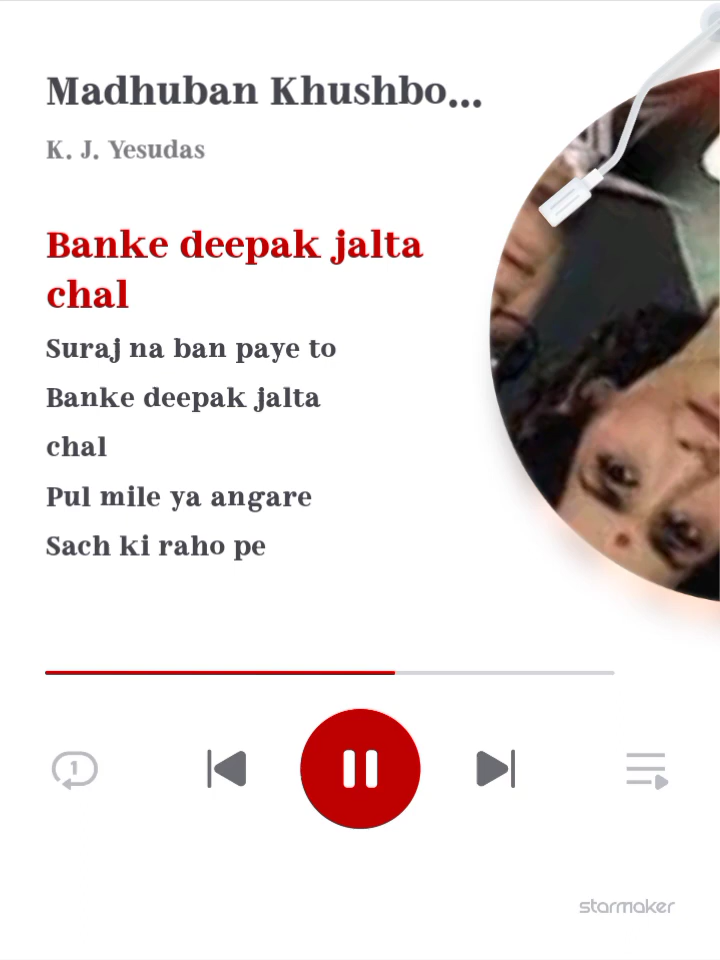 Madhuban Khushbo...
K. J. Yesudas
Banke deepak jalta
chal
Suraj na ban paye to
Banke deepak jalta
chal
Pul mile ya angare
Sach ki raho pe
1
starmaker